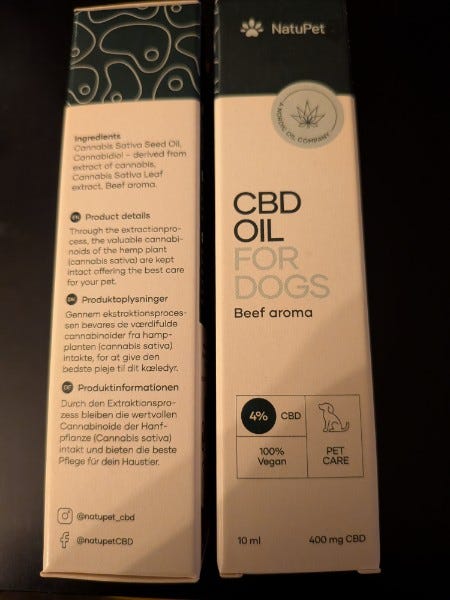 Ingredients
Cannabis Sativa Seed Oil,
Cannabidiol - derived from
extract of cannabis,
Cannabis Sativa Leaf
extract, Beef aroma.
EN Product details
Through the extractionpro-
cess, the valuable cannabi-
noids of the hemp plant
(cannabis sativa) are kept
intact offering the best care
for your pet.
DK Produktoplysninger
Gennem ekstraktionsproces-
sen bevares de værdifulde
cannabinoider fra hamp-
planten (cannabis sativa)
intakte, for at give den
bedste pleje til dit kæledyr.
DE Produktinformationen
Durch den Extraktionspro-
zess bleiben die wertvollen
Cannabinoide der Hanf-
pflanze (Cannabis sativa)
intakt und bieten die beste
Pflege für dein Haustier.
@natupet_cbd
@natupetCBD
NatuPet
A NORDIC OIL COMPANY
CBD
OIL
FOR
DOGS
Beef aroma
4% CBD
100%
Vegan
PET
CARE
10 ml 400 mg CBD